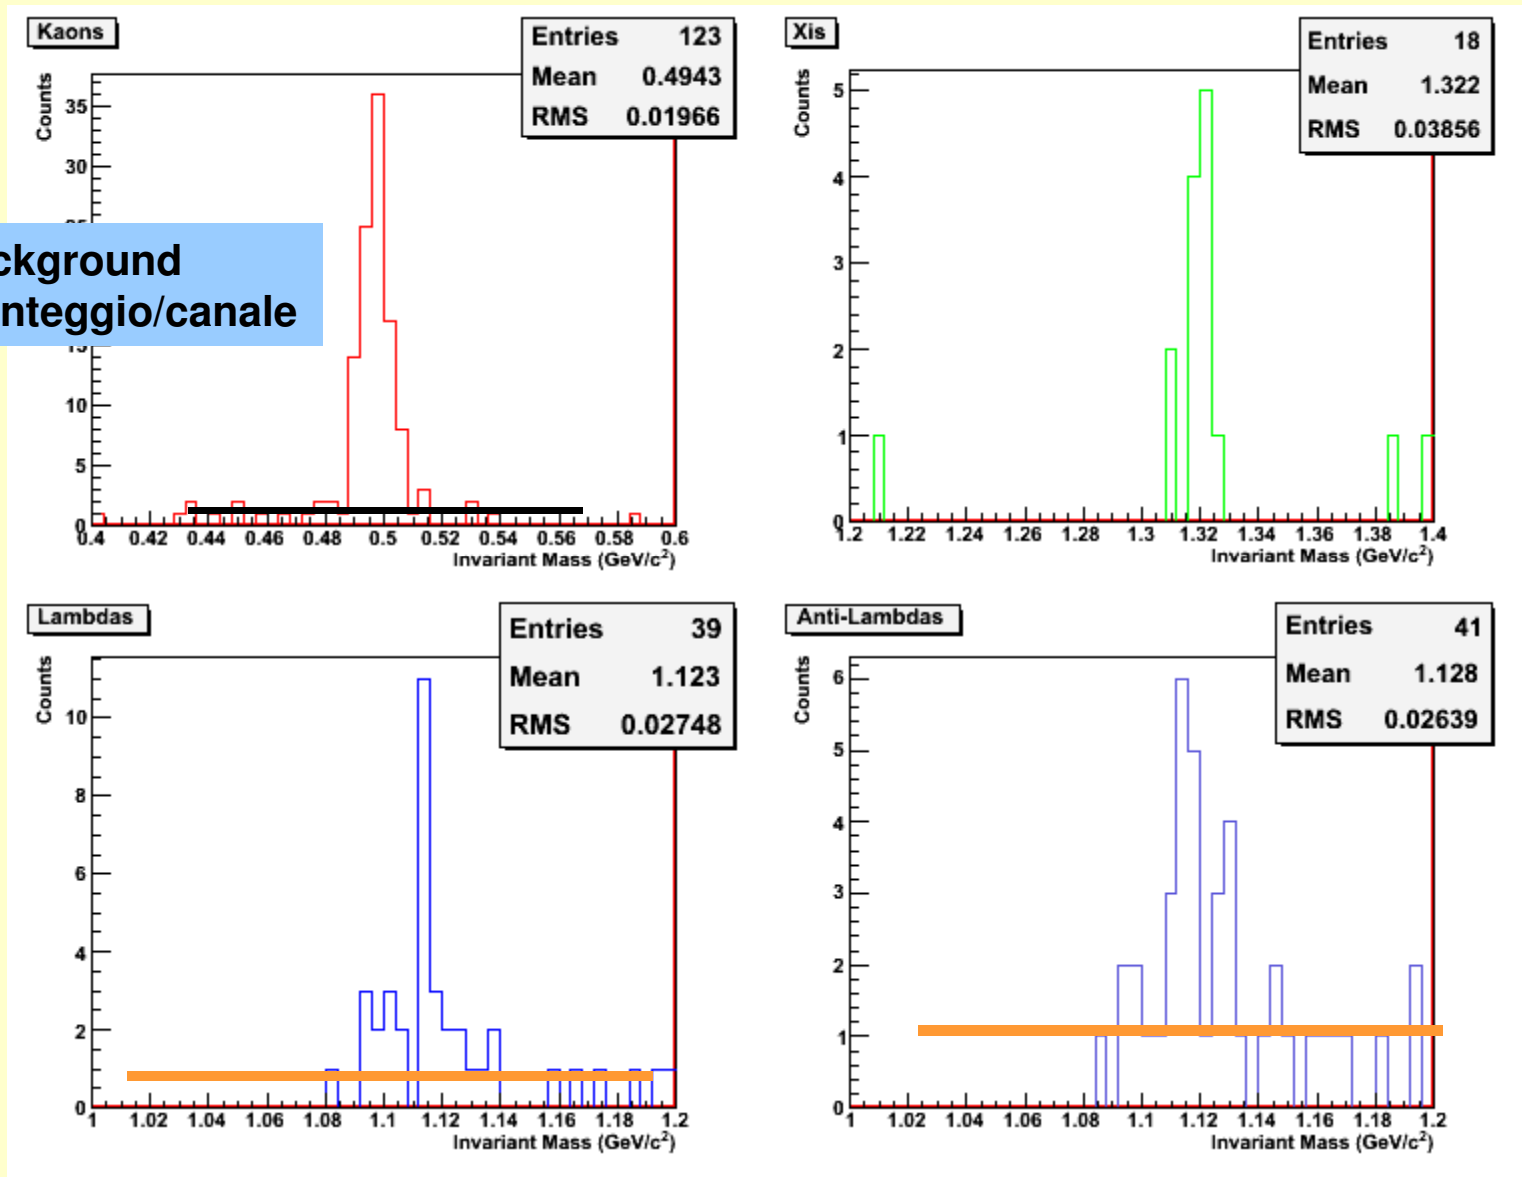 Kaons
Entries 123
Mean 0.4943
RMS 0.01966
Counts
35
30
10
5
0
0.4 0.42 0.44 0.46 0.48 0.5 0.52 0.54 0.56 0.58 0.6
Invariant Mass (GeV/c²)
ckground
nteggio/canale
Xis
Entries 18
Mean 1.322
RMS 0.03856
Counts
5
4
3
2
1
0
1.2 1.22 1.24 1.26 1.28 1.3 1.32 1.34 1.36 1.38 1.4
Invariant Mass (GeV/c²)
Lambdas
Entries 39
Mean 1.123
RMS 0.02748
Counts
10
8
6
4
2
0
1 1.02 1.04 1.06 1.08 1.1 1.12 1.14 1.16 1.18 1.2
Invariant Mass (GeV/c²)
Anti-Lambdas
Entries 41
Mean 1.128
RMS 0.02639
Counts
6
5
4
3
2
1
0
1 1.02 1.04 1.06 1.08 1.1 1.12 1.14 1.16 1.18 1.2
Invariant Mass (GeV/c²)